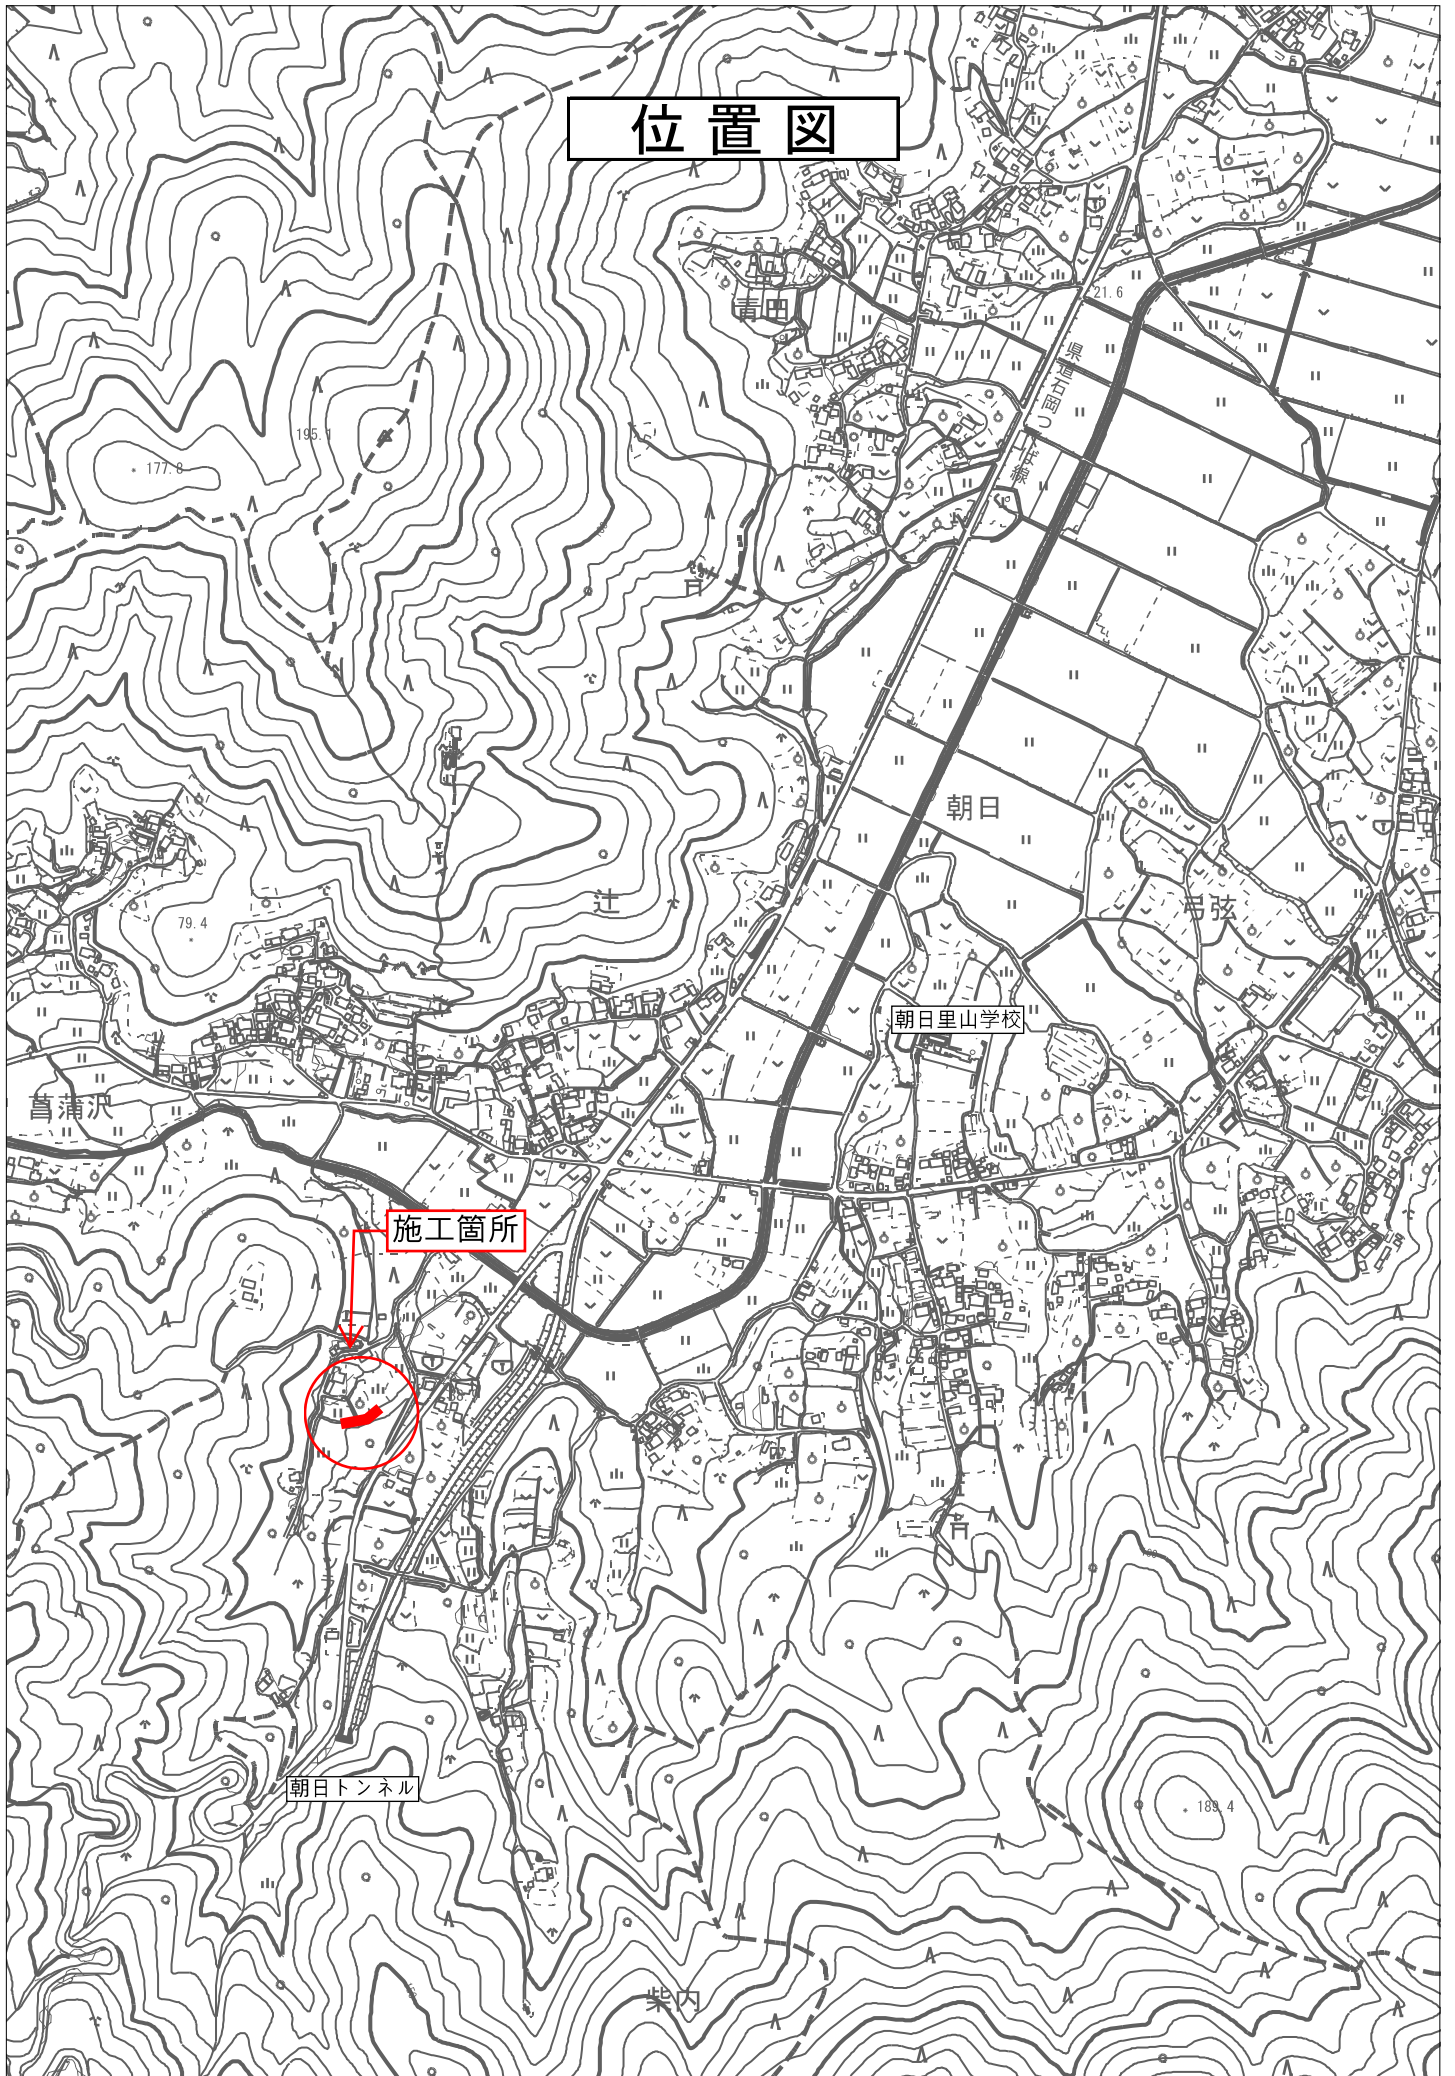 位置図
青田
21.6
県道石岡つくば線
195.1
177.8
朝日
辻
弓弦
79.4
朝日里山学校
菖蒲沢
施工箇所
朝日トンネル
189.4
柴内